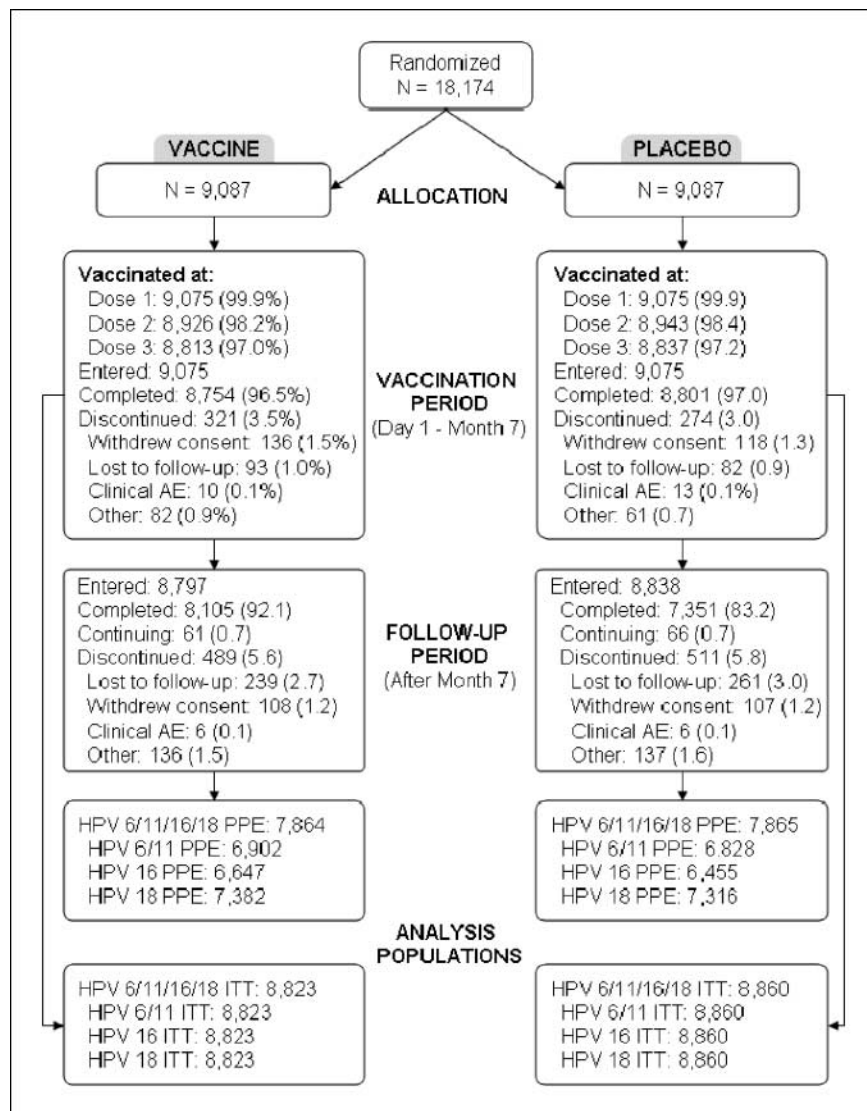 Randomized
N = 18,174
VACCINE
PLACEBO
N = 9,087
ALLOCATION
N = 9,087
Vaccinated at:
Dose 1: 9,075 (99.9%)
Dose 2: 8,926 (98.2%)
Dose 3: 8,813 (97.0%)
Entered: 9,075
Completed: 8,754 (96.5%)
Discontinued: 321 (3.5%)
Withdrew consent: 136 (1.5%)
Lost to follow-up: 93 (1.0%)
Clinical AE: 10 (0.1%)
Other: 82 (0.9%)
VACCINATION
PERIOD
(Day 1 - Month 7)
Vaccinated at:
Dose 1: 9,075 (99.9)
Dose 2: 8,943 (98.4)
Dose 3: 8,837 (97.2)
Entered: 9,075
Completed: 8,801 (97.0)
Discontinued: 274 (3.0)
Withdrew consent: 118 (1.3)
Lost to follow-up: 82 (0.9)
Clinical AE: 13 (0.1%)
Other: 61 (0.7)
Entered: 8,797
Completed: 8,105 (92.1)
Continuing: 61 (0.7)
Discontinued: 489 (5.6)
Lost to follow-up: 239 (2.7)
Withdrew consent: 108 (1.2)
Clinical AE: 6 (0.1)
Other: 136 (1.5)
FOLLOW-UP
PERIOD
(After Month 7)
Entered: 8,838
Completed: 7,351 (83.2)
Continuing: 66 (0.7)
Discontinued: 511 (5.8)
Lost to follow-up: 261 (3.0)
Withdrew consent: 107 (1.2)
Clinical AE: 6 (0.1)
Other: 137 (1.6)
HPV 6/11/16/18 PPE: 7,864
HPV 6/11 PPE: 6,902
HPV 16 PPE: 6,647
HPV 18 PPE: 7,382
HPV 6/11/16/18 PPE: 7,865
HPV 6/11 PPE: 6.828
HPV 16 PPE: 6,455
HPV 18 PPE: 7,316
ANALYSIS
POPULATIONS
HPV 6/11/16/18 ITT: 8,823
HPV 6/11 ITT: 8,823
HPV 16 ITT: 8,823
HPV 18 ITT: 8,823
HPV 6/11/16/18 ITT: 8,860
HPV 6/11 ITT: 8,860
HPV 16 ITT: 8,860
HPV 18 ITT: 8,860